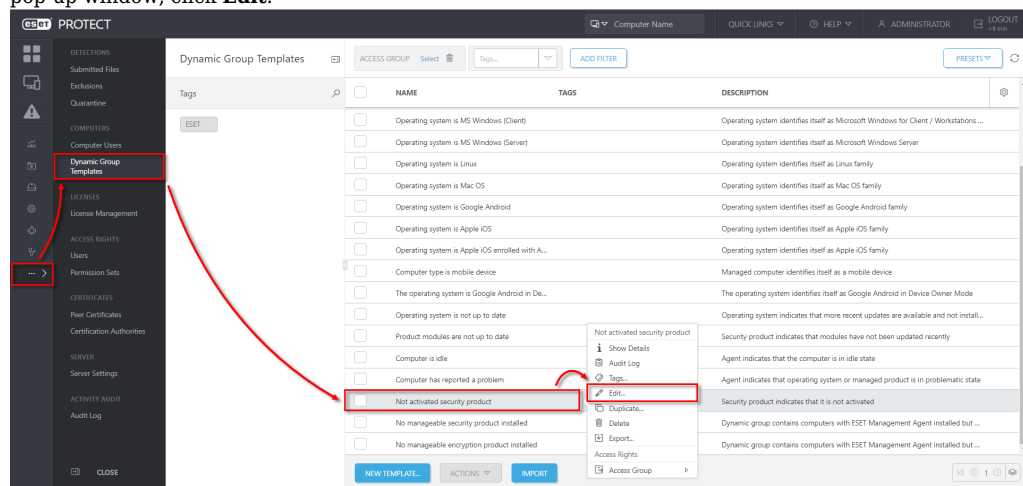 pop-up window, click Edit.
eset PROTECT
Computer Name
QUICK LINKS
HELP
ADMINISTRATOR
LOGOUT
>9 min
DETECTIONS
Submitted Files
Exclusions
Quarantine
COMPUTERS
Computer Users
Dynamic Group
Templates
LICENSES
License Management
ACCESS RIGHTS
Users
Permission Sets
CERTIFICATES
Peer Certificates
Certification Authorities
SERVER
Server Settings
ACTIVITY AUDIT
Audit Log
CLOSE
Dynamic Group Templates
Tags
ESET
ACCESS GROUP Select
Tags...
ADD FILTER
PRESETS
NAME TAGS DESCRIPTION
Operating system is MS Windows (Client) Operating system identifies itself as Microsoft Windows for Client / Workstations ...
Operating system is MS Windows (Server) Operating system identifies itself as Microsoft Windows Server
Operating system is Linux Operating system identifies itself as Linux family
Operating system is Mac OS Operating system identifies itself as Mac OS family
Operating system is Google Android Operating system identifies itself as Google Android family
Operating system is Apple iOS Operating system identifies itself as Apple iOS family
Operating system is Apple iOS enrolled with A... Operating system identifies itself as Apple iOS family
Computer type is mobile device Managed computer identifies itself as a mobile device
The operating system is Google Android in De... The operating system identifies itself as Google Android in Device Owner Mode
Operating system is not up to date Operating system indicates that more recent updates are available and not install...
Product modules are not up to date Security product indicates that modules have not been updated recently
Computer is idle Agent indicates that the computer is in idle state
Computer has reported a problem Agent indicates that operating system or managed product is in problematic state
Not activated security product Security product indicates that it is not activated
No manageable security product installed Dynamic group contains computers with ESET Management Agent installed but ...
No manageable encryption product installed Dynamic group contains computers with ESET Management Agent installed but ...
Not activated security product
Show Details
Audit Log
Tags...
Edit...
Duplicate...
Delete
Export...
Access Rights
Access Group
NEW TEMPLATE...
ACTIONS
IMPORT
1